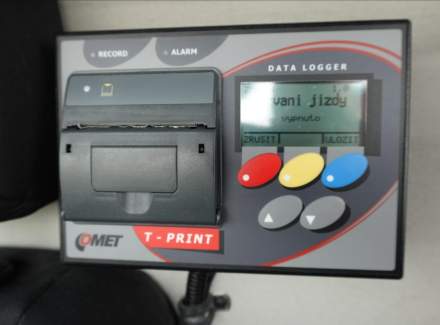 RECORD
ALARM
DATA LOGGER
vani jizdy
vypnuto
ZRUSIT
ULOZIT
COMET
T - PRINT